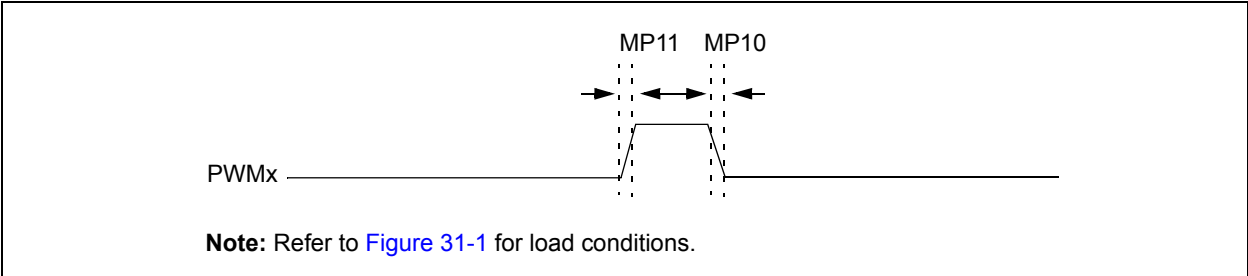 MP11 MP10
PWMx
Note: Refer to Figure 31-1 for load conditions.